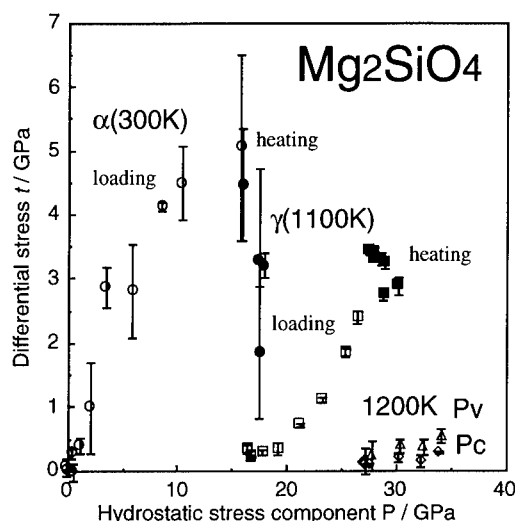 Mg2SiO4
α(300K)
loading
heating
γ(1100K)
heating
loading
1200K Pv
Pc
Differential stress t / GPa
7
6
5
4
3
2
1
0
0 10 20 30 40
Hydrostatic stress component P / GPa